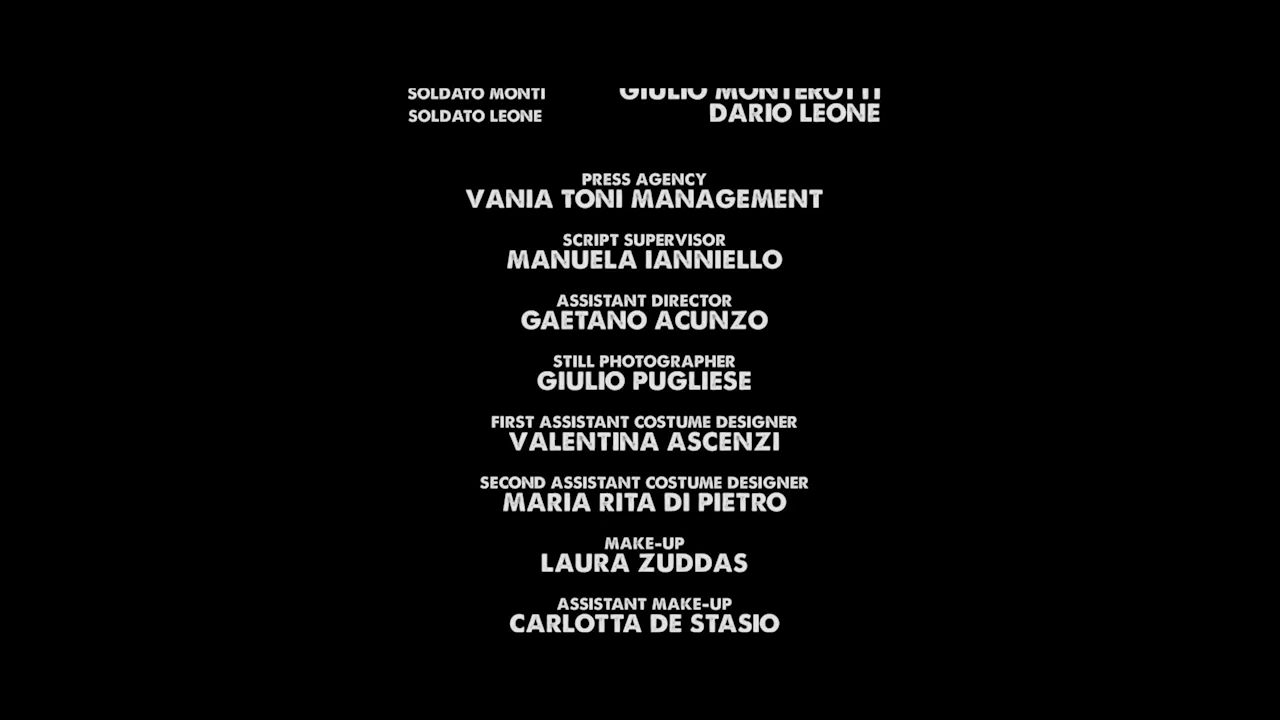 SOLDATO MONTI GIULIO MONTEROTTI
SOLDATO LEONE DARIO LEONE
PRESS AGENCY
VANIA TONI MANAGEMENT
SCRIPT SUPERVISOR
MANUELA IANNIELLO
ASSISTANT DIRECTOR
GAETANO ACUNZO
STILL PHOTOGRAPHER
GIULIO PUGLIESE
FIRST ASSISTANT COSTUME DESIGNER
VALENTINA ASCENZI
SECOND ASSISTANT COSTUME DESIGNER
MARIA RITA DI PIETRO
MAKE-UP
LAURA ZUDDAS
ASSISTANT MAKE-UP
CARLOTTA DE STASIO